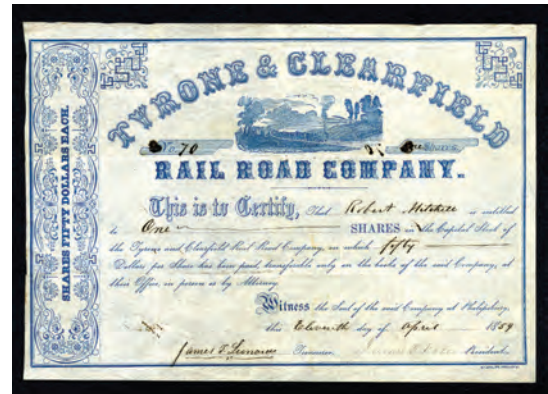 TYRONE & CLEARFIELD
No. 70
RAIL ROAD COMPANY.
This is to Certify, That Robert Mitchell is entitled
to One SHARES in the Capital Stock of
the Tyrone and Clearfield Rail Road Company, on which fifty
Dollars per Share has been paid, transferable only on the books of the said Company, at
their Office, in person or by Attorney
Witness the Seal of the said Company at Philipsburg,
this Eleventh day of April 1859
James T. Treasurer President.
SHARES FIFTY DOLLARS EACH.